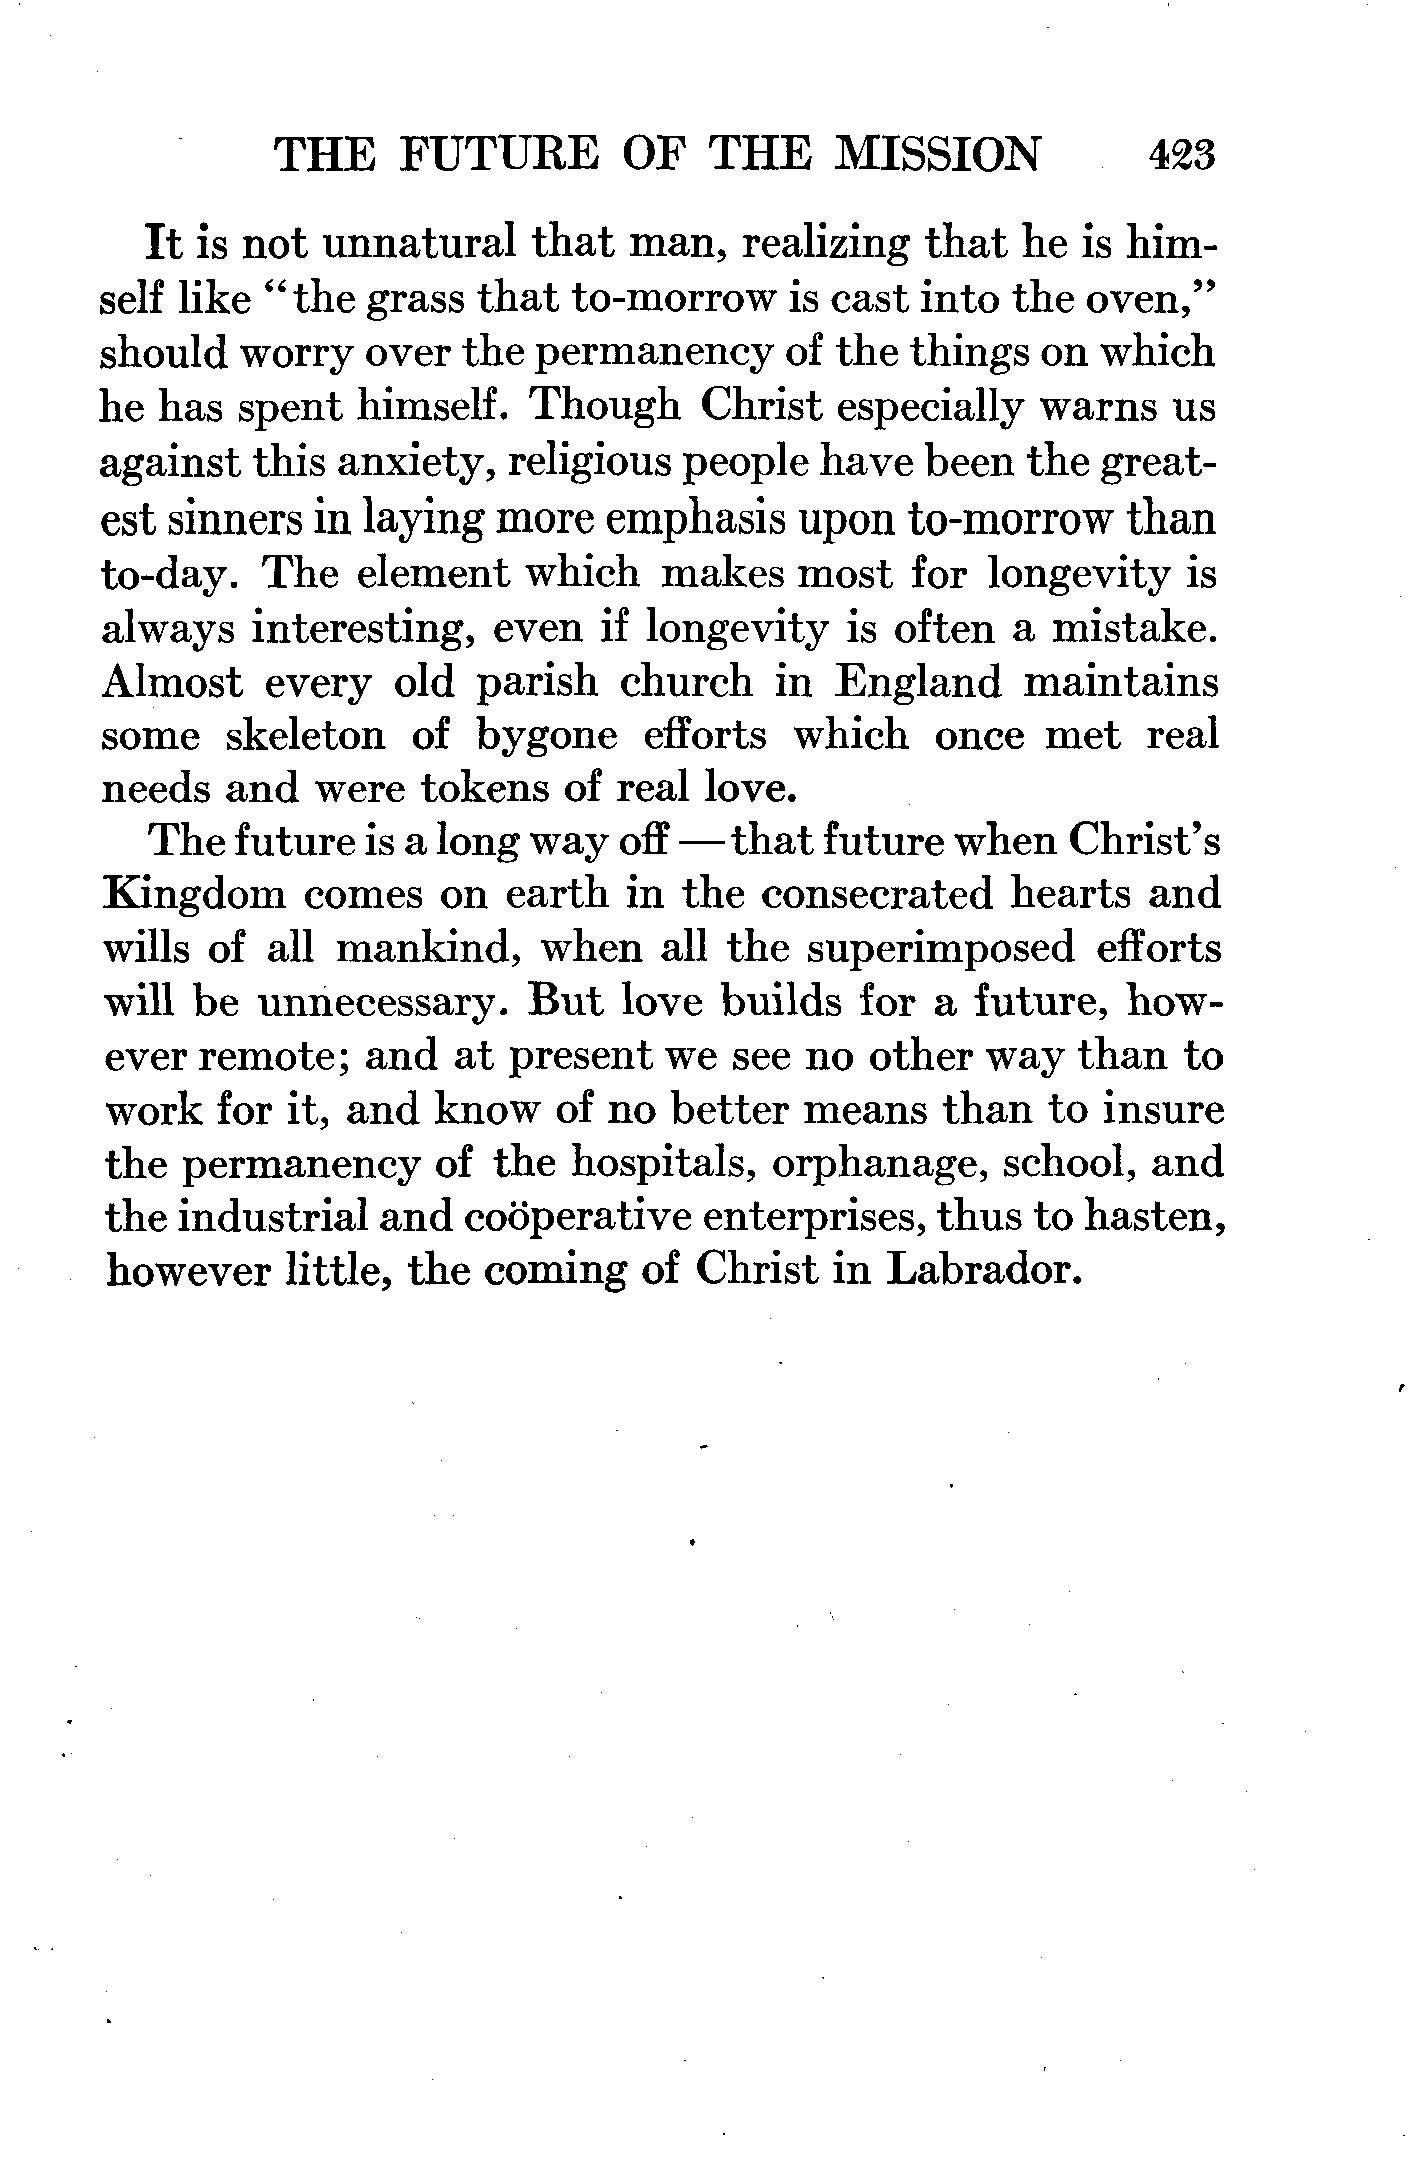 THE FUTURE OF THE MISSION 423
It is not unnatural that man, realizing that he is him-
self like “the grass that to-morrow is cast into the oven,”
should worry over the permanency of the things on which
he has spent himself. Though Christ especially warns us
against this anxiety, religious people have been the great-
est sinners in laying more emphasis upon to-morrow than
to-day. The element which makes most for longevity is
always interesting, even if longevity is often a mistake.
Almost every old parish church in England maintains
some skeleton of bygone efforts which once met real
needs and were tokens of real love.
The future is a long way off—that future when Christ’s
Kingdom comes on earth in the consecrated hearts and
wills of all mankind, when all the superimposed efforts
will be unnecessary. But love builds for a future, how-
ever remote; and at present we see no other way than to
work for it, and know of no better means than to insure
the permanency of the hospitals, orphanage, school, and
the industrial and coöperative enterprises, thus to hasten,
however little, the coming of Christ in Labrador.